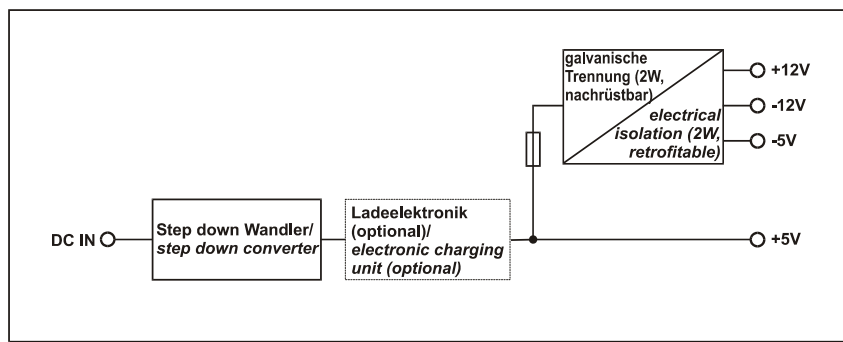 galvanische
Trennung (2W,
nachrüstbar)
electrical
isolation (2W,
retrofitable)
+12V
-12V
-5V
DC IN
Step down Wandler/
step down converter
Ladeelektronik
(optional)/
electronic charging
unit (optional)
+5V